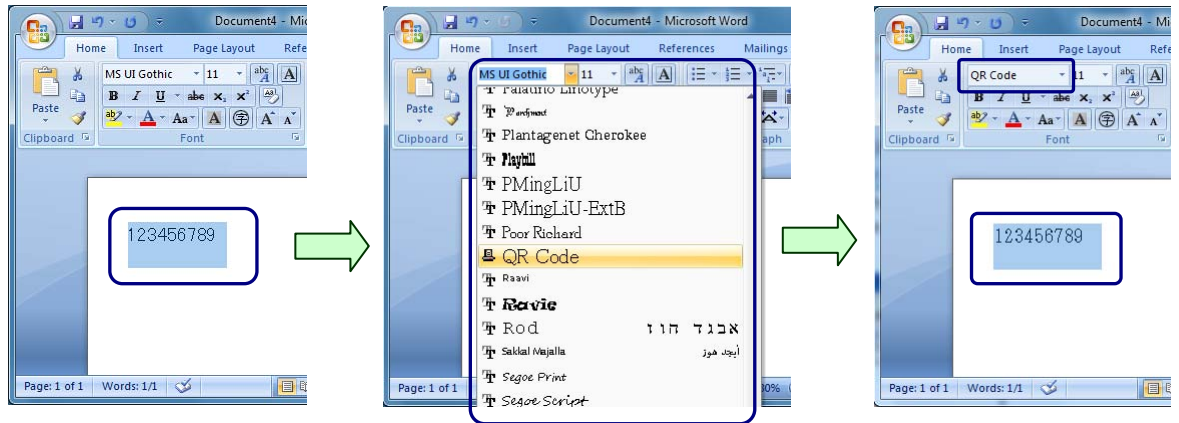 Document4 - Mic
Home Insert Page Layout Refe
MS UI Gothic 11
Paste
B I U abe x₂ x² Aa
Clipboard Font
123456789
Page: 1 of 1 Words: 1/1
Document4 - Microsoft Word
Home Insert Page Layout References Mailings
MS UI Gothic 11
Paste
Clipboard aph
Palatino Linotype
Parchment
Plantagenet Cherokee
Playbill
PMingLiU
PMingLiU-ExtB
Poor Richard
QR Code
Raavi
Ravie
Rod אבגד הוז
Sakkal Majalla أبجد هوز
Segoe Print
Segoe Script
Page: 1 of 1 00%
Document4 - Mi
Home Insert Page Layout Refe
QR Code 11
Paste
B I U abe x₂ x² Aa
Clipboard Font
123456789
Page: 1 of 1 Words: 1/1